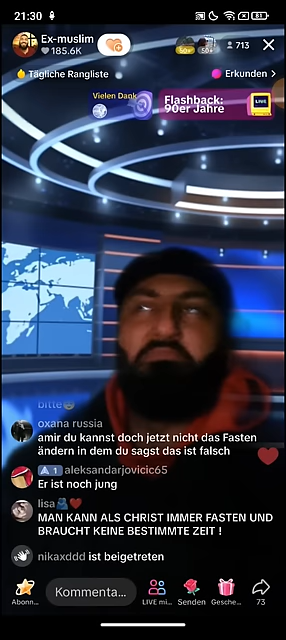 21:30
81
Ex-muslim
185.6K
50+
713
Tägliche Rangliste
Erkunden >
Vielen Dank
Flashback:
90er Jahre
LIVE
bitte
oxana russia
amir du kannst doch jetzt nicht das Fasten
ändern in dem du sagst das ist falsch
A 1 aleksandarjovicic65
Er ist noch jung
lisa
MAN KANN ALS CHRIST IMMER FASTEN UND
BRAUCHT KEINE BESTIMMTE ZEIT !
nikaxddd ist beigetreten
Kommenta...
Abonn...
LIVE mi...
Senden
Gesche...
73